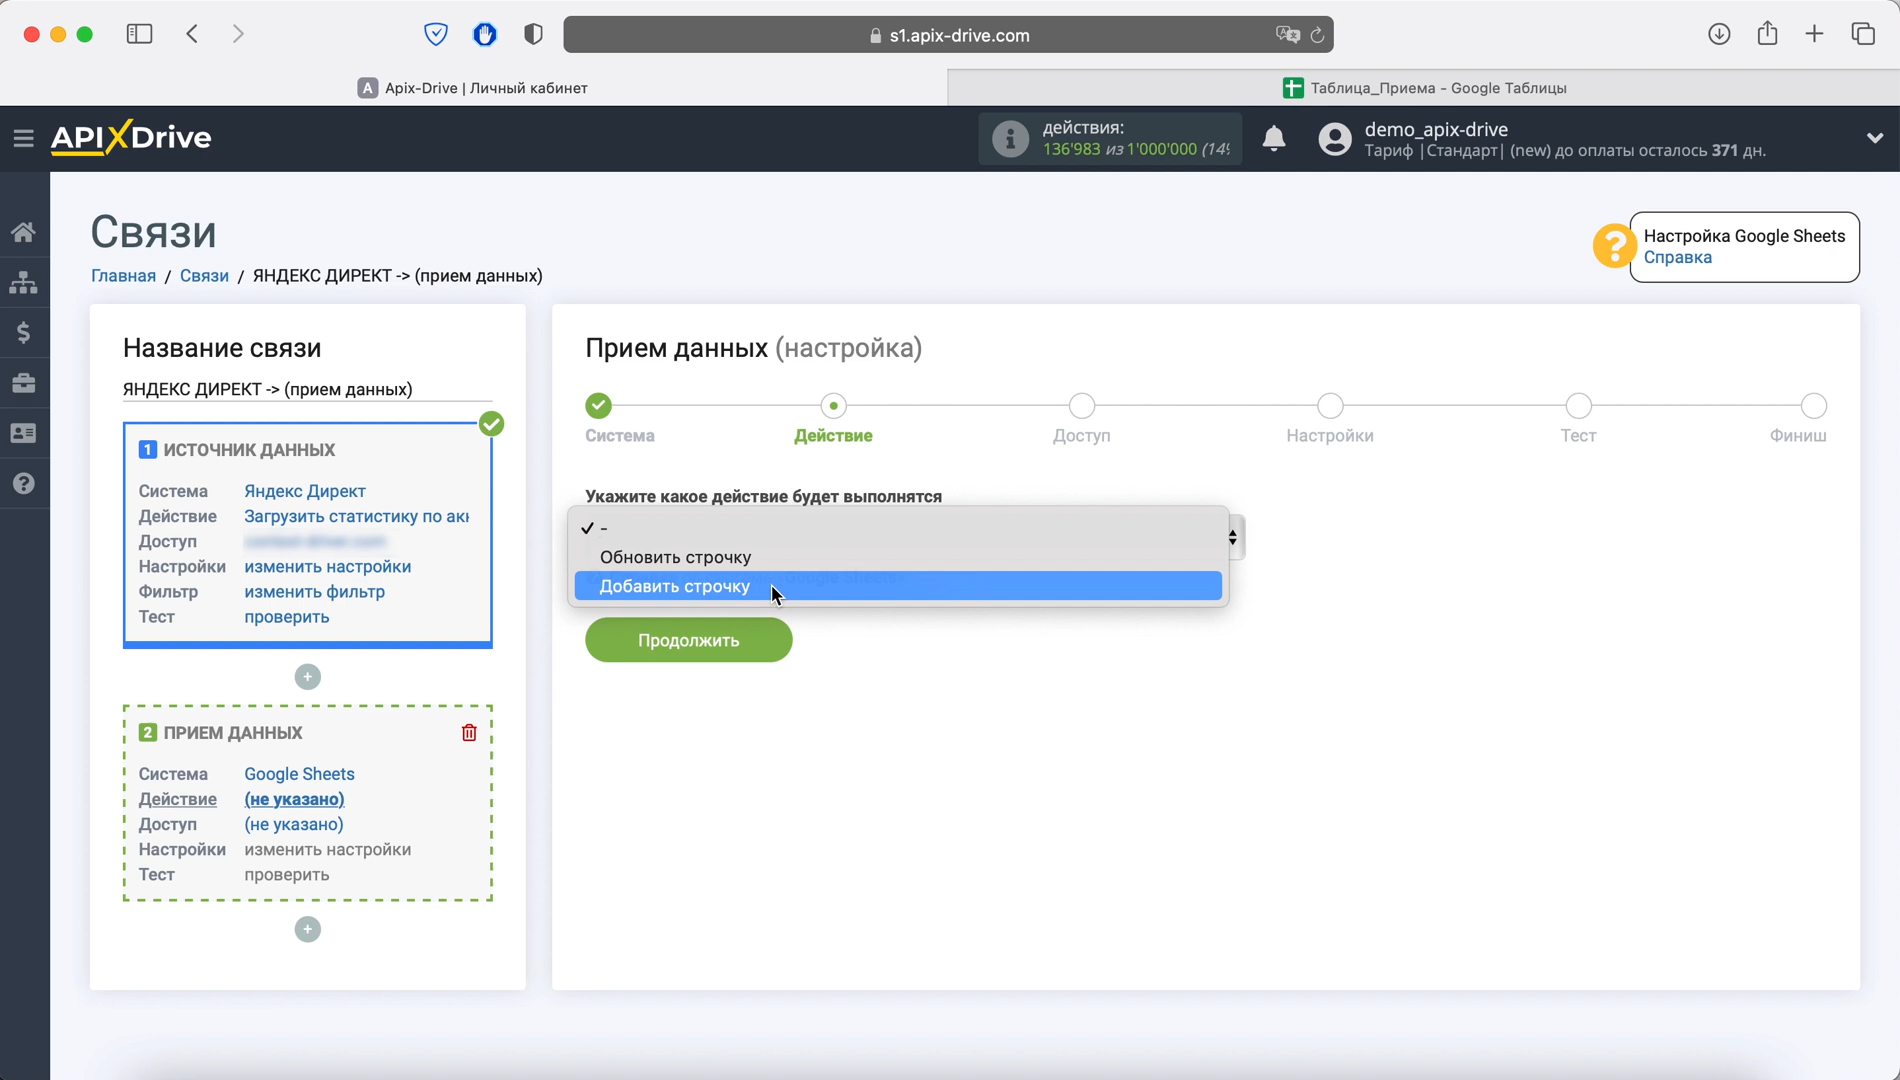 s1.apix-drive.com
A Apix-Drive | Личный кабинет
Таблица_Приема - Google Таблицы
APIXDrive
действия:
136'983 из 1'000'000 (14%
demo_apix-drive
Тариф |Стандарт| (new) до оплаты осталось 371 дн.
Связи
Главная / Связи / ЯНДЕКС ДИРЕКТ -> (прием данных)
Настройка Google Sheets
Справка
Название связи
ЯНДЕКС ДИРЕКТ -> (прием данных)
1 ИСТОЧНИК ДАННЫХ
Система Яндекс Директ
Действие Загрузить статистику по ак
Доступ
Настройки изменить настройки
Фильтр изменить фильтр
Тест проверить
2 ПРИЕМ ДАННЫХ
Система Google Sheets
Действие (не указано)
Доступ (не указано)
Настройки изменить настройки
Тест проверить
Прием данных (настройка)
Система Действие Доступ Настройки Тест Финиш
Укажите какое действие будет выполнятся
-
Обновить строчку
Добавить строчку
Продолжить